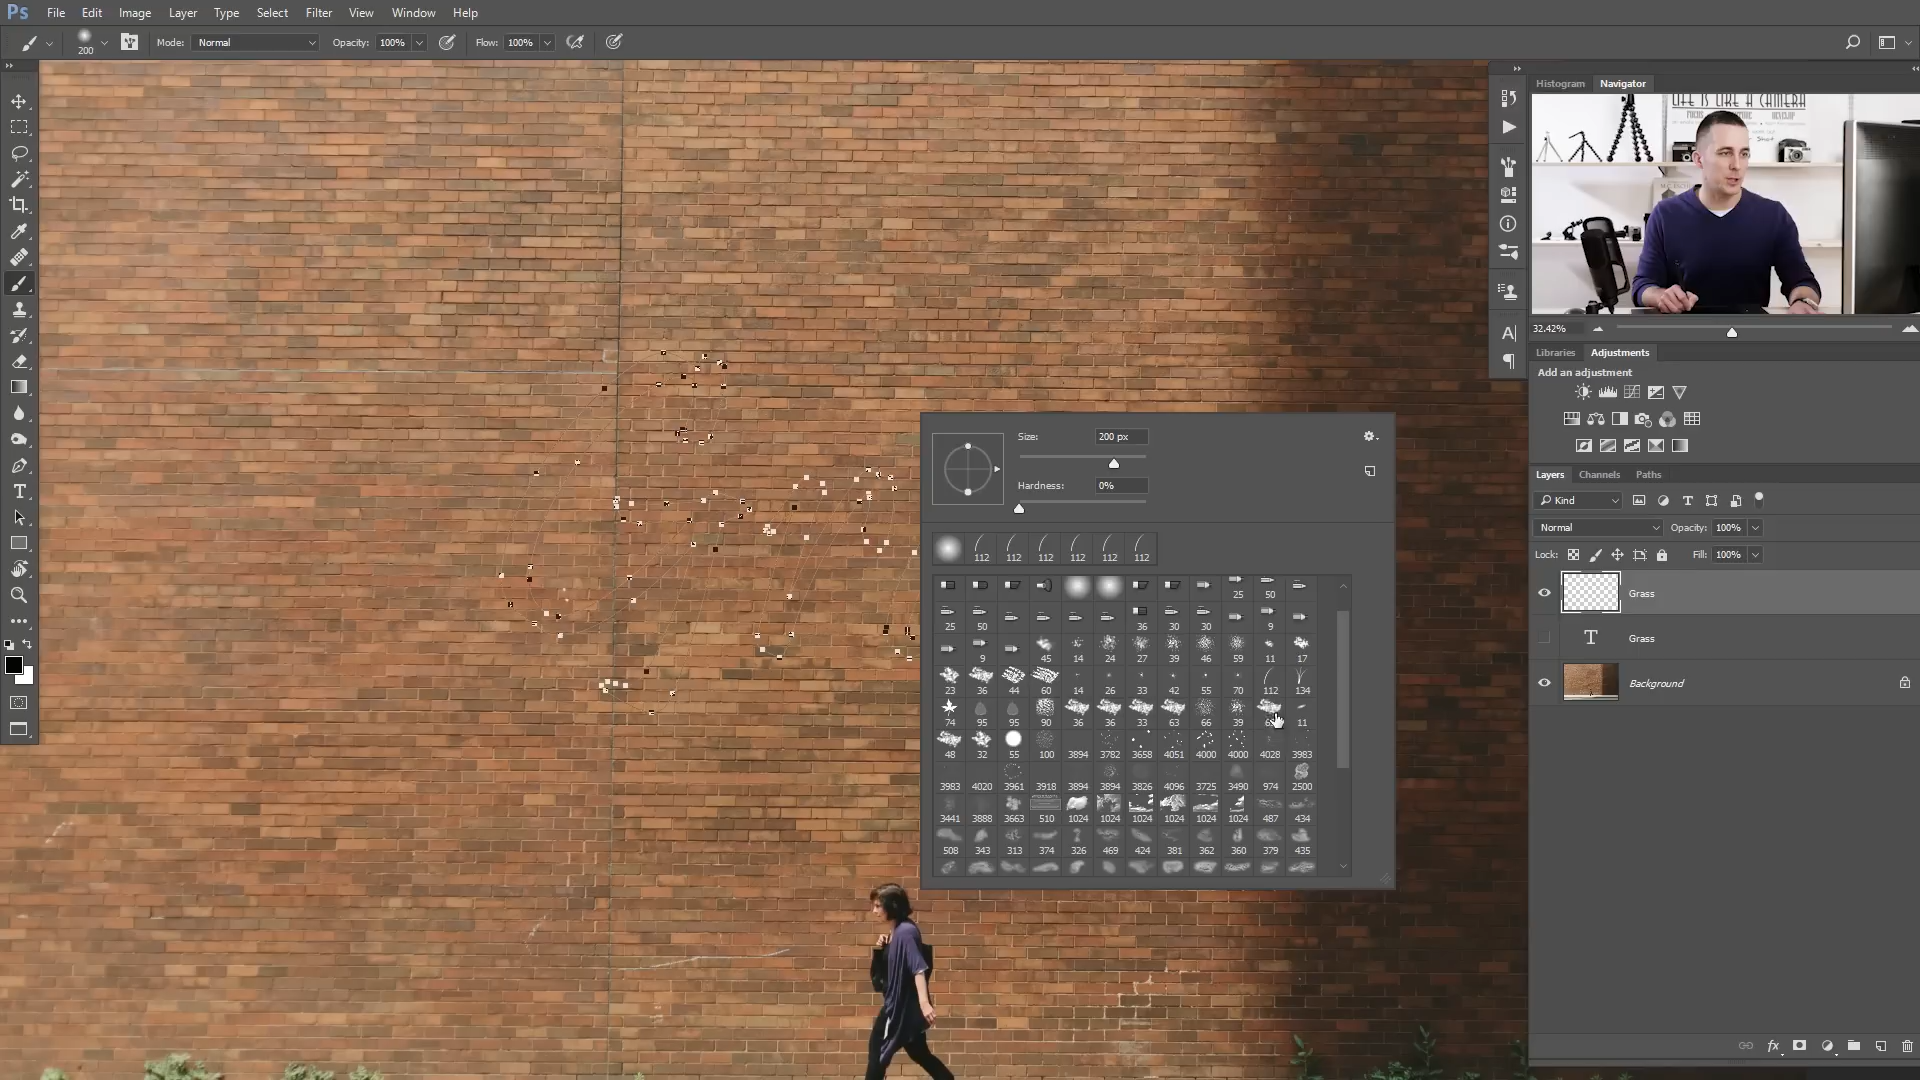 Ps File Edit Image Layer Type Select Filter View Window Help
200 Mode: Normal Opacity: 100% Flow: 100%
Histogram Navigator
LIFE IS LIKE A CAMERA
32.42%
Libraries Adjustments
Add an adjustment
Size: 200 px
Hardness: 0%
112 112 112 112 112 112
25 50
25 50 36 30 30 9
9 45 14 24 27 39 46 59 11 17
23 36 44 60 14 26 33 42 55 70 112 134
74 95 95 90 36 36 33 63 66 39 11
48 32 55 100 3894 3782 3658 4051 4000 4000 4028 3983
3983 4020 3961 3918 3894 3894 3826 4096 3725 3490 974 2500
3441 3888 3663 510 1024 1024 1024 1024 1024 1024 487 434
508 343 313 374 326 469 424 381 362 360 379 435
Layers Channels Paths
Kind
Normal Opacity: 100%
Lock: Fill: 100%
Grass
T Grass
Background
fx